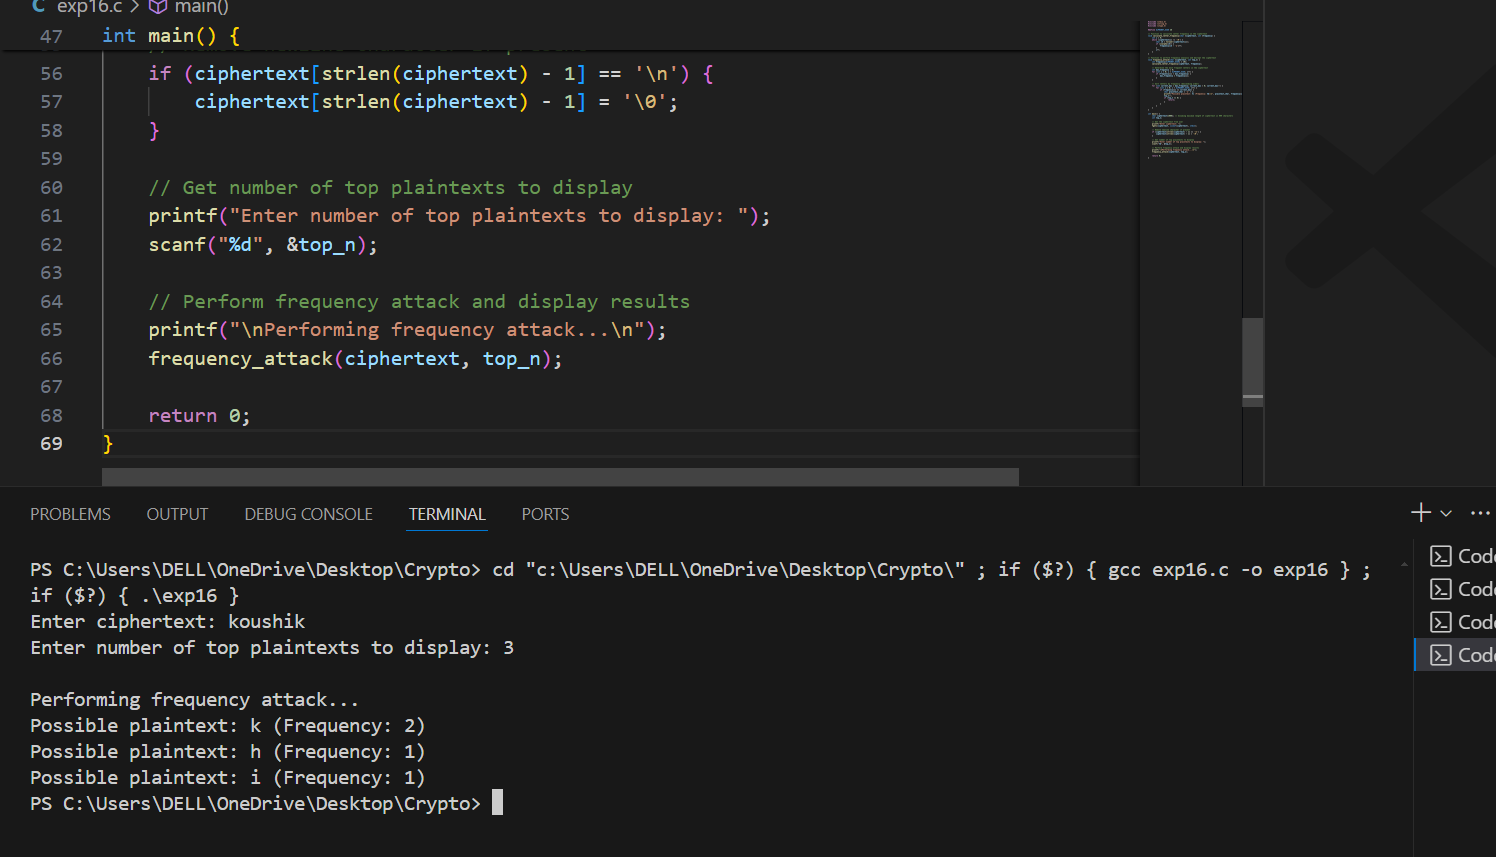 C exp16.c > main()
47 int main() {
56 if (ciphertext[strlen(ciphertext) - 1] == '\n') {
57 ciphertext[strlen(ciphertext) - 1] = '\0';
58 }
59
60 // Get number of top plaintexts to display
61 printf("Enter number of top plaintexts to display: ");
62 scanf("%d", &top_n);
63
64 // Perform frequency attack and display results
65 printf("\nPerforming frequency attack...\n");
66 frequency_attack(ciphertext, top_n);
67
68 return 0;
69 }
PROBLEMS OUTPUT DEBUG CONSOLE TERMINAL PORTS
PS C:\Users\DELL\OneDrive\Desktop\Crypto> cd "c:\Users\DELL\OneDrive\Desktop\Crypto\" ; if ($?) { gcc exp16.c -o exp16 } ;
if ($?) { .\exp16 }
Enter ciphertext: koushik
Enter number of top plaintexts to display: 3
Performing frequency attack...
Possible plaintext: k (Frequency: 2)
Possible plaintext: h (Frequency: 1)
Possible plaintext: i (Frequency: 1)
PS C:\Users\DELL\OneDrive\Desktop\Crypto>
Code
Code
Code
Code